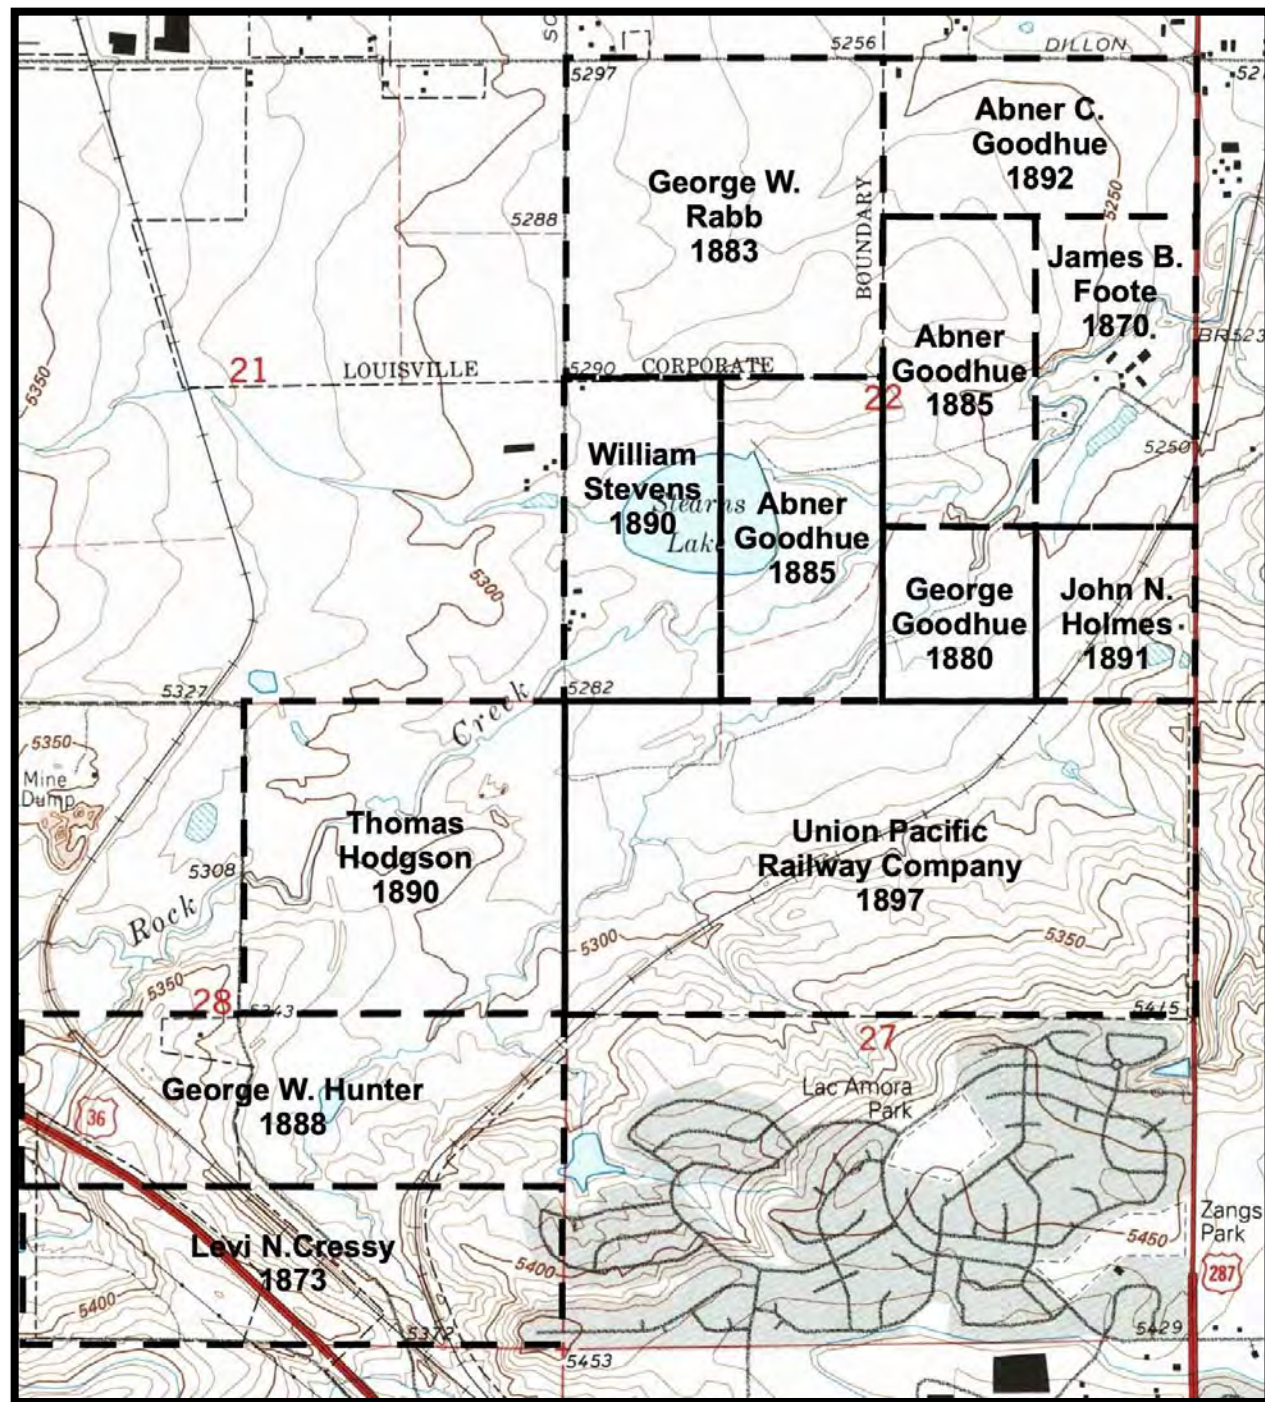 SO
5256
DILLON
5297
527
Abner C.
Goodhue
1892
George W.
Rabb
1883
BOUNDARY
5250
5288
James B.
Foote
1870
BR523
5350
21
LOUISVILLE
5290
CORPORATE
22
Abner
Goodhue
1885
5250
William
Stevens
1890
Stearns
Lake
Abner
Goodhue
1885
5300
George
Goodhue
1880
John N.
Holmes
1891
5327
5282
Creek
5350
Mine
Dump
Thomas
Hodgson
1890
Union Pacific
Railway Company
1897
5308
Rock
5300
5350
5350
28
5343
5415
27
George W. Hunter
1888
36
Lac Amora
Park
Levi N.Cressy
1873
5400
5400
5450
Zangs
Park
287
5372
5429
5453